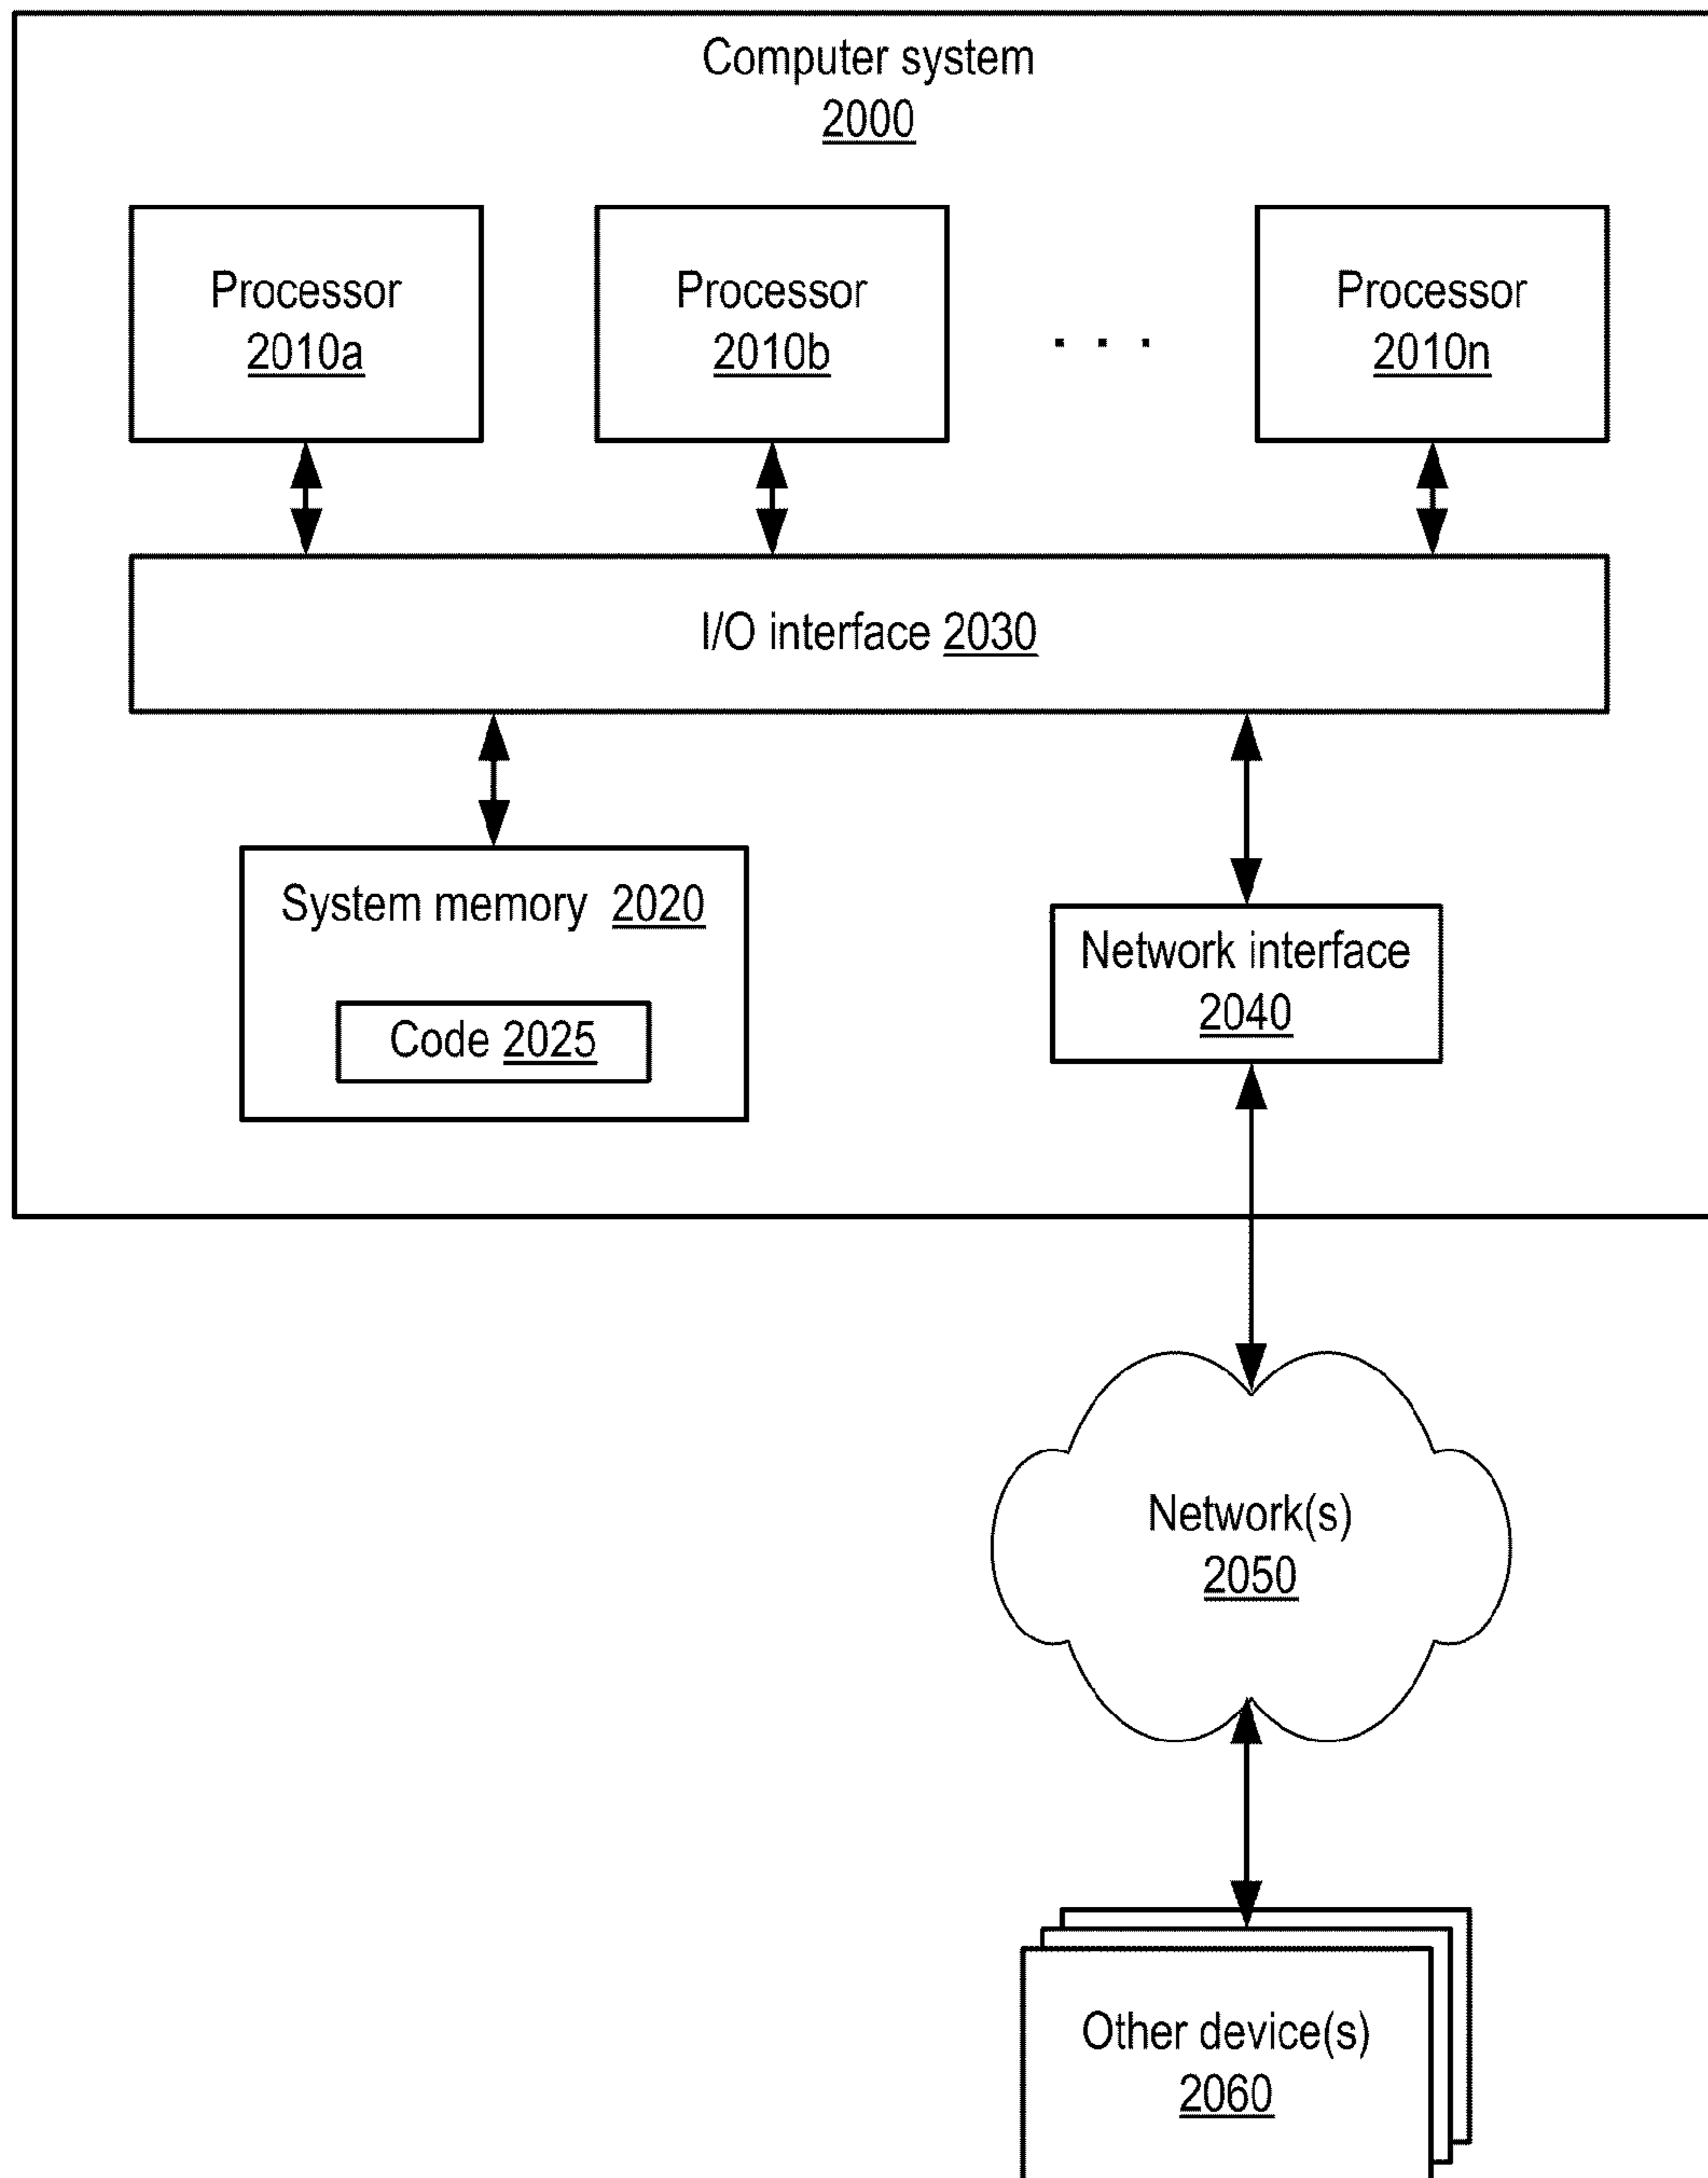 Computer system
2000
Processor
2010a
Processor
2010b
. . .
Processor
2010n
I/O interface 2030
System memory 2020
Code 2025
Network interface
2040
Network(s)
2050
Other device(s)
2060